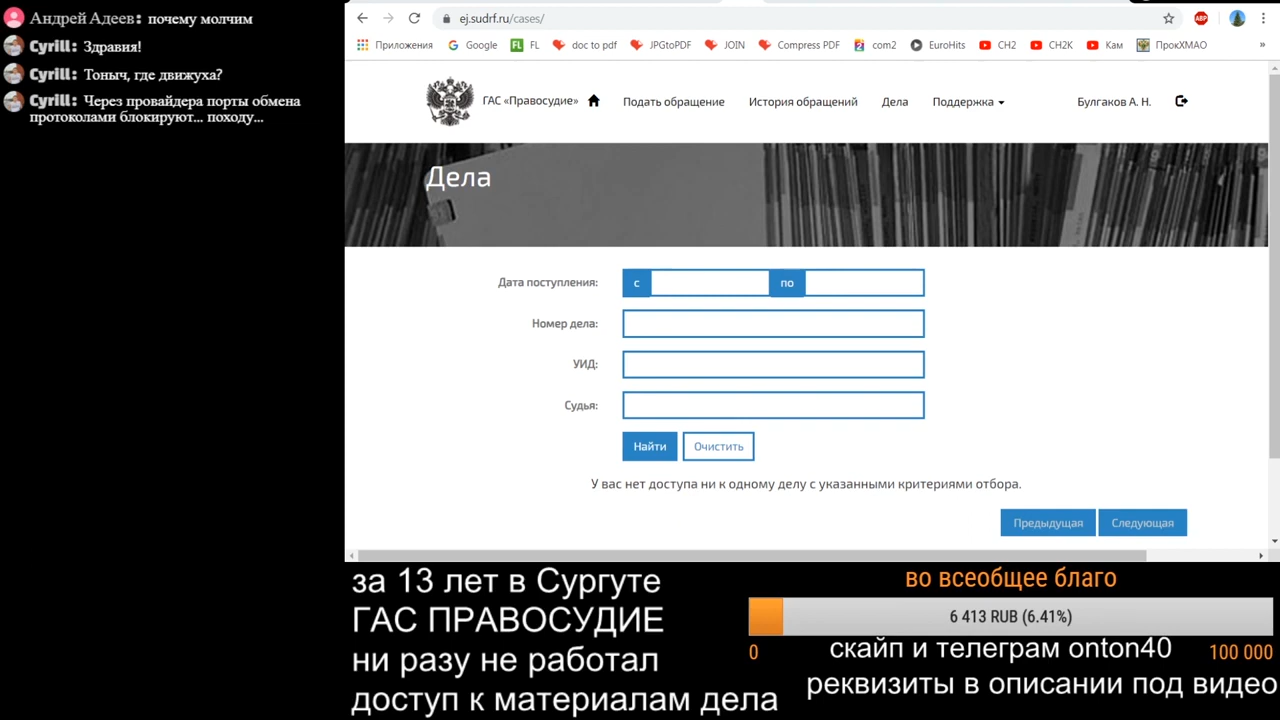 Андрей Адеев: почему молчим
Cyrill: Здравия!
Cyrill: Тоныч, где движуха?
Cyrill: Через провайдера порты обмена
протоколами блокируют... походу...
ej.sudrf.ru/cases/
ABP
Приложения
Google
FL FL
doc to pdf
JPGtoPDF
JOIN
Compress PDF
com2
EuroHits
CH2
CH2K
Кам
ПрокХМАО
»
ГАС «Правосудие»
Подать обращение
История обращений
Дела
Поддержка
Булгаков А. Н.
Дела
Дата поступления: с по
Номер дела:
УИД:
Судья:
Найти Очистить
У вас нет доступа ни к одному делу с указанными критериями отбора.
Предыдущая Следующая
за 13 лет в Сургуте
ГАС ПРАВОСУДИЕ
ни разу не работал
доступ к материалам дела
во всеобщее благо
6 413 RUB (6.41%)
0 100 000
скайп и телеграм onton40
реквизиты в описании под видео